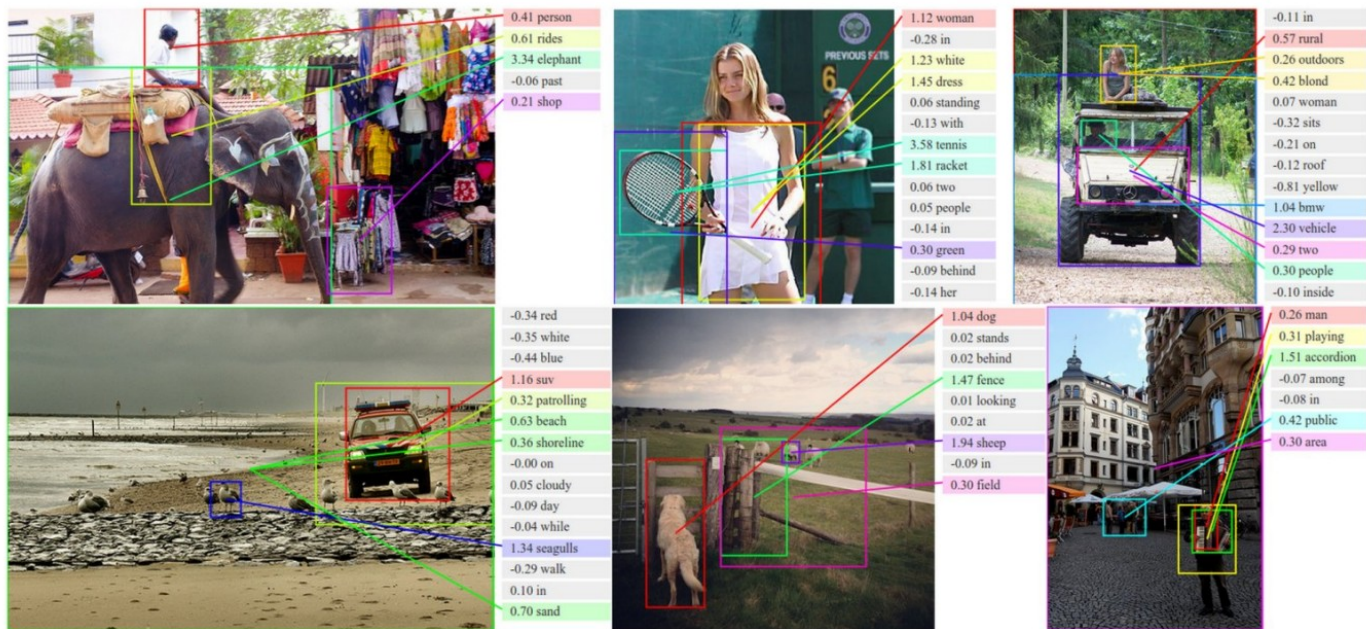 0.41 person
0.61 rides
3.34 elephant
-0.06 past
0.21 shop
PREVIOUS SETS
6
1.12 woman
-0.28 in
1.23 white
1.45 dress
0.06 standing
-0.13 with
3.58 tennis
1.81 racket
0.06 two
0.05 people
-0.14 in
0.30 green
-0.09 behind
-0.14 her
-0.11 in
0.57 rural
0.26 outdoors
0.42 blond
0.07 woman
-0.32 sits
-0.21 on
-0.12 roof
-0.81 yellow
1.04 bmw
2.30 vehicle
0.29 two
0.30 people
-0.10 inside
-0.34 red
-0.35 white
-0.44 blue
1.16 suv
0.32 patrolling
0.63 beach
0.36 shoreline
-0.00 on
0.05 cloudy
-0.09 day
-0.04 while
1.34 seagulls
-0.29 walk
0.10 in
0.70 sand
1.04 dog
0.02 stands
0.02 behind
1.47 fence
0.01 looking
0.02 at
1.94 sheep
-0.09 in
0.30 field
0.26 man
0.31 playing
1.51 accordion
-0.07 among
-0.08 in
0.42 public
0.30 area